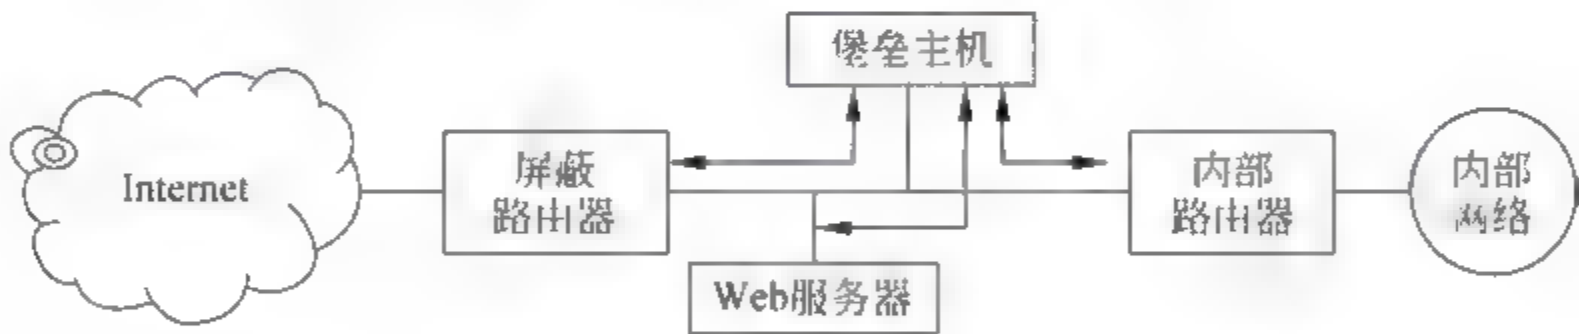 堡垒主机
Internet
屏蔽
路由器
内部
路由器
内部
网络
Web服务器